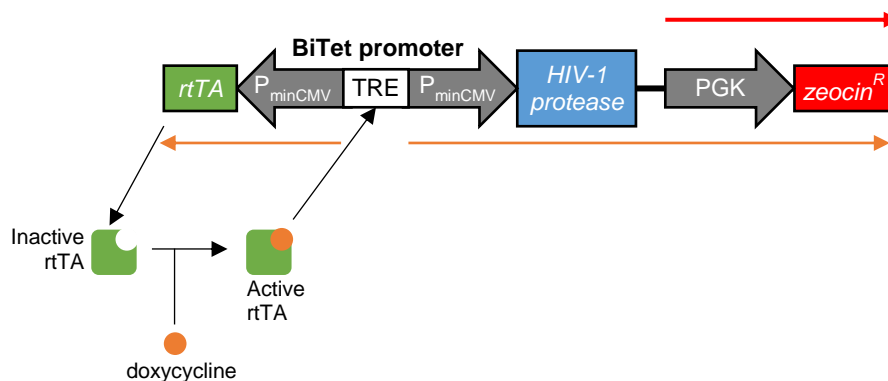 BiTet promoter
rtTA
PminCMV
TRE
PminCMV
HIV-1
protease
PGK
zeocinR
Inactive
rtTA
Active
rtTA
doxycycline